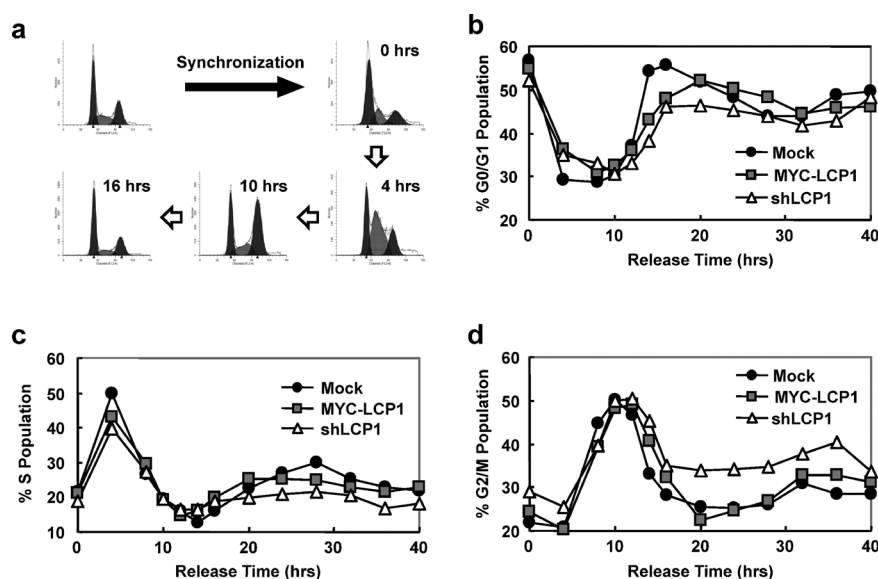 a
Synchronization
0 hrs
16 hrs
10 hrs
4 hrs
b
% G0/G1 Population
60
50
40
30
20
Mock
MYC-LCP1
shLCP1
0 10 20 30 40
Release Time (hrs)
c
% S Population
60
50
40
30
20
10
Mock
MYC-LCP1
shLCP1
0 10 20 30 40
Release Time (hrs)
d
% G2/M Population
60
50
40
30
20
Mock
MYC-LCP1
shLCP1
0 10 20 30 40
Release Time (hrs)